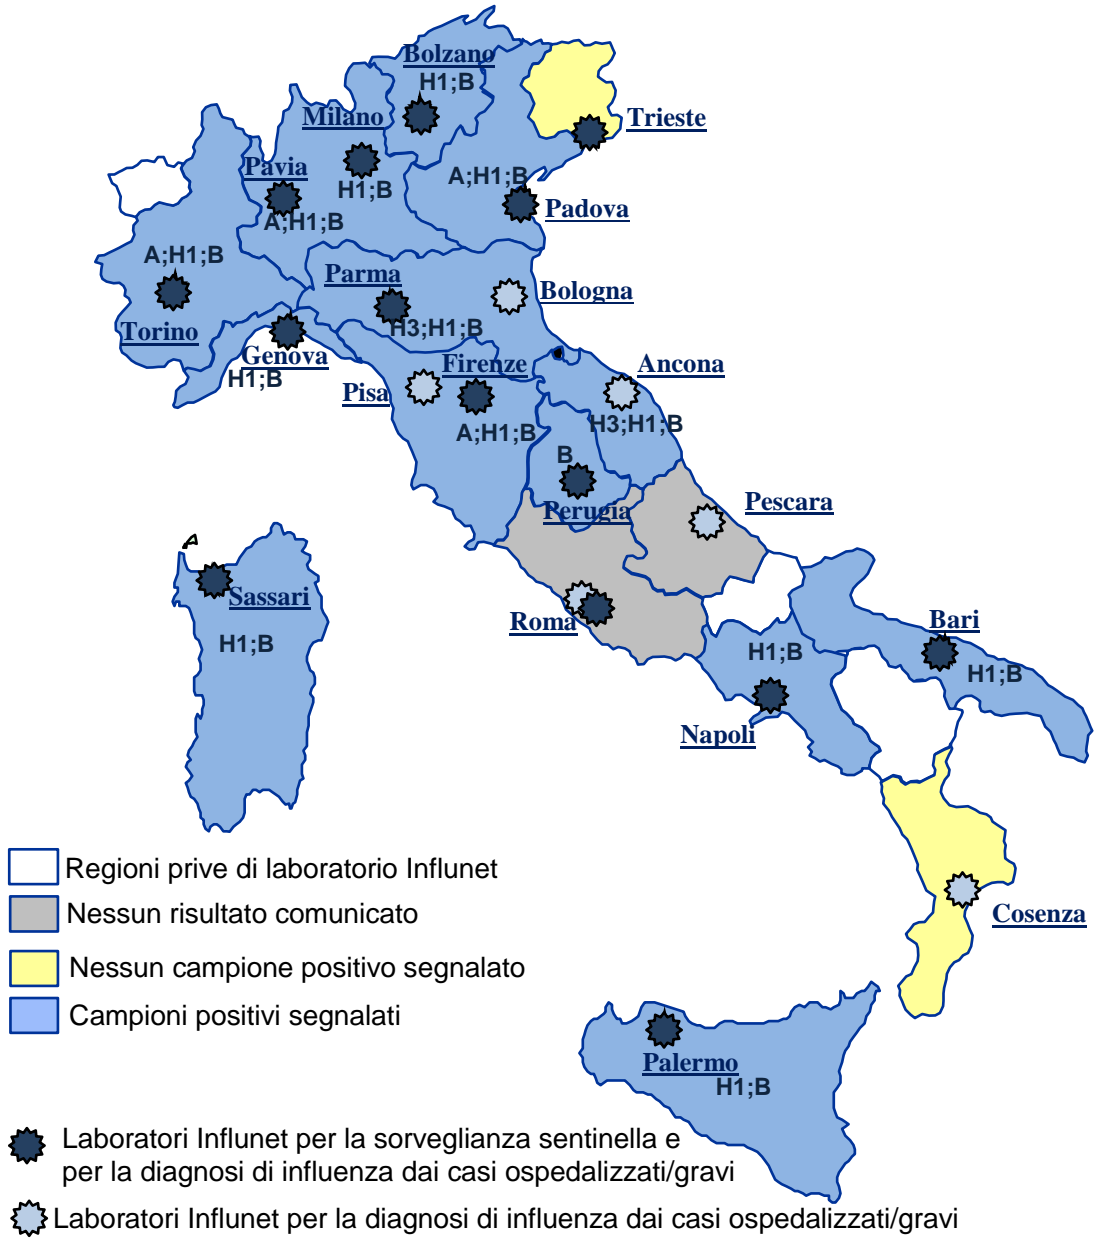 Bolzano
H1;B
Milano
H1;B
Trieste
Pavia
A;H1;B
A;H1;B
Padova
A;H1;B
Torino
Parma
H3;H1;B
Bologna
Genova
H1;B
Firenze
A;H1;B
Pisa
Ancona
H3;H1;B
B
Perugia
Pescara
A
Sassari
H1;B
Roma
H1;B
Napoli
Bari
H1;B
Regioni prive di laboratorio Influnet
Nessun risultato comunicato
Nessun campione positivo segnalato
Campioni positivi segnalati
Cosenza
Palermo
H1;B
Laboratori Influnet per la sorveglianza sentinella e
per la diagnosi di influenza dai casi ospedalizzati/gravi
Laboratori Influnet per la diagnosi di influenza dai casi ospedalizzati/gravi